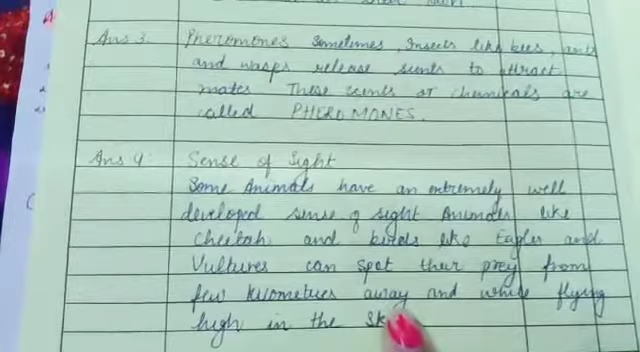 Ans 3. Pheromones Sometimes, Insects like bees, ants
and wasps release scents to attract
mates These scents or chemicals are
called PHEROMONES.
Ans 4. Sense of Sight
Some Animals have an extremely well
developed sense of sight Animals like
Cheetah and birds like Eagles and
Vultures can spot their prey from
few kilometers away and while flying
high in the